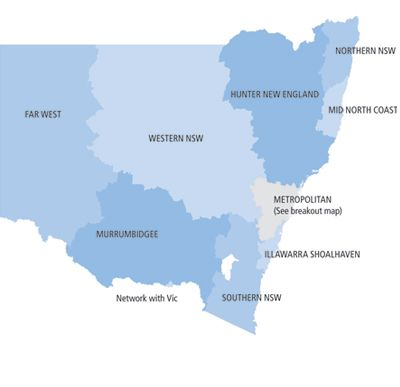 NORTHERN NSW
HUNTER NEW ENGLAND
MID NORTH COAST
FAR WEST
WESTERN NSW
METROPOLITAN
(See breakout map)
MURRUMBIDGEE
ILLAWARRA SHOALHAVEN
Network with Vic
SOUTHERN NSW